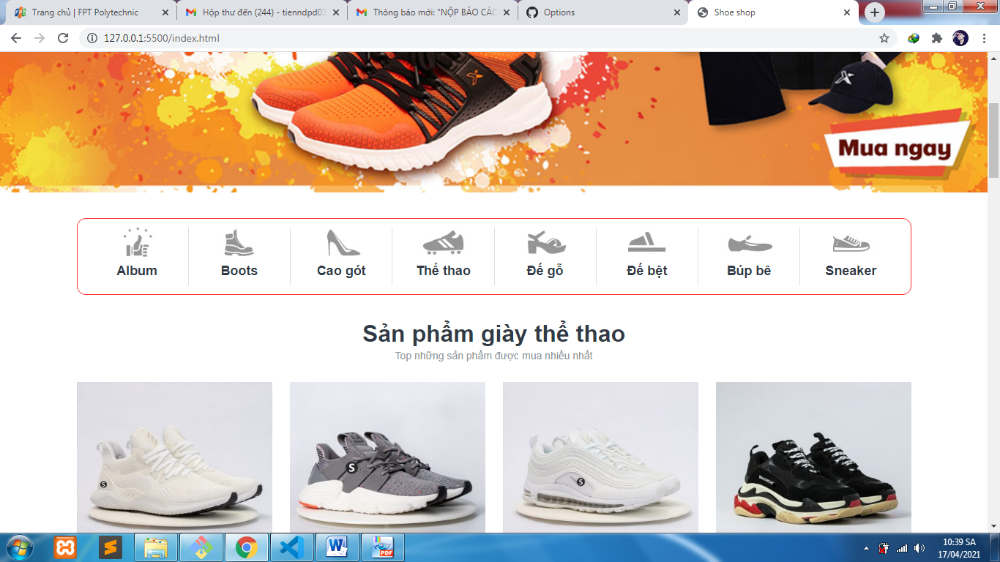 Trang chủ | FPT Polytechnic
Hộp thư đến (244) - tienndpd03
Thông báo mới: "NỘP BÁO CÁC
Options
Shoe shop
127.0.0.1:5500/index.html
Mua ngay
Album
Boots
Cao gót
Thể thao
Đế gỗ
Đế bệt
Búp bê
Sneaker
Sản phẩm giày thể thao
Top những sản phẩm được mua nhiều nhất
S
S
S
PDF
10:39 SA
17/04/2021